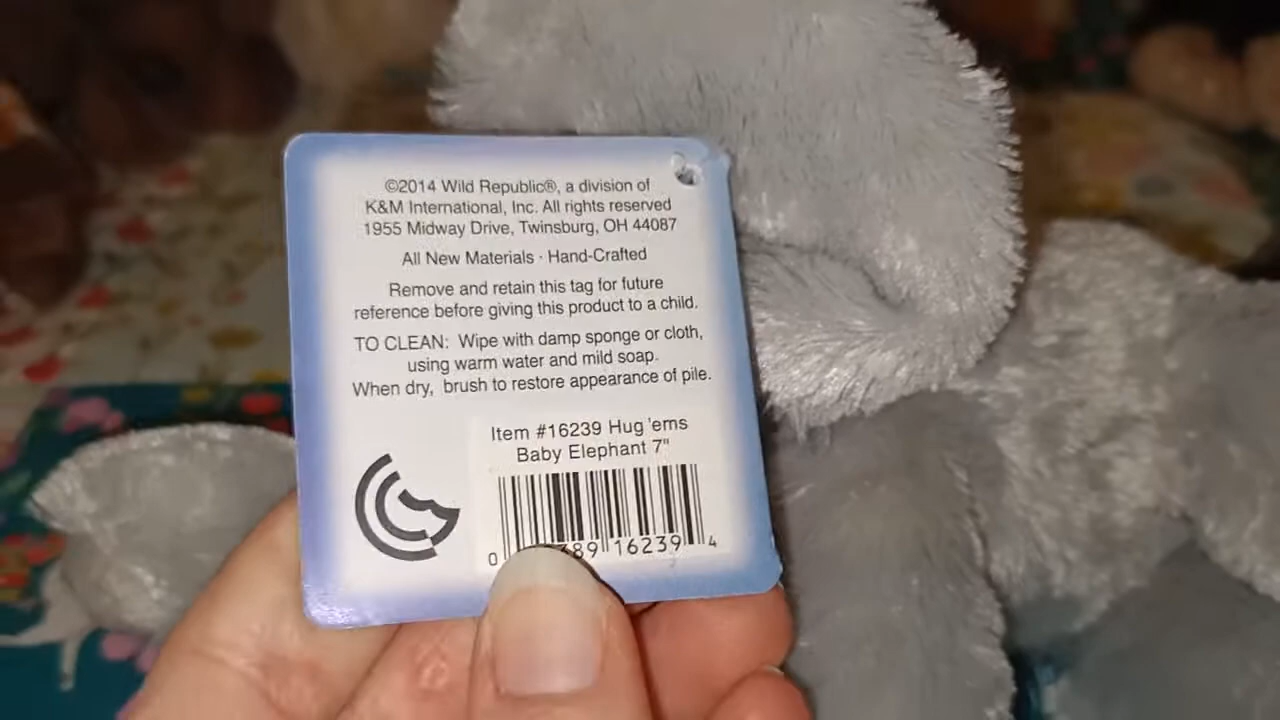 ©2014 Wild Republic®, a division of
K&M International, Inc. All rights reserved
1955 Midway Drive, Twinsburg, OH 44087
All New Materials · Hand-Crafted
Remove and retain this tag for future
reference before giving this product to a child.
TO CLEAN: Wipe with damp sponge or cloth,
using warm water and mild soap.
When dry, brush to restore appearance of pile.
Item #16239 Hug 'ems
Baby Elephant 7"
0 89 16239 4